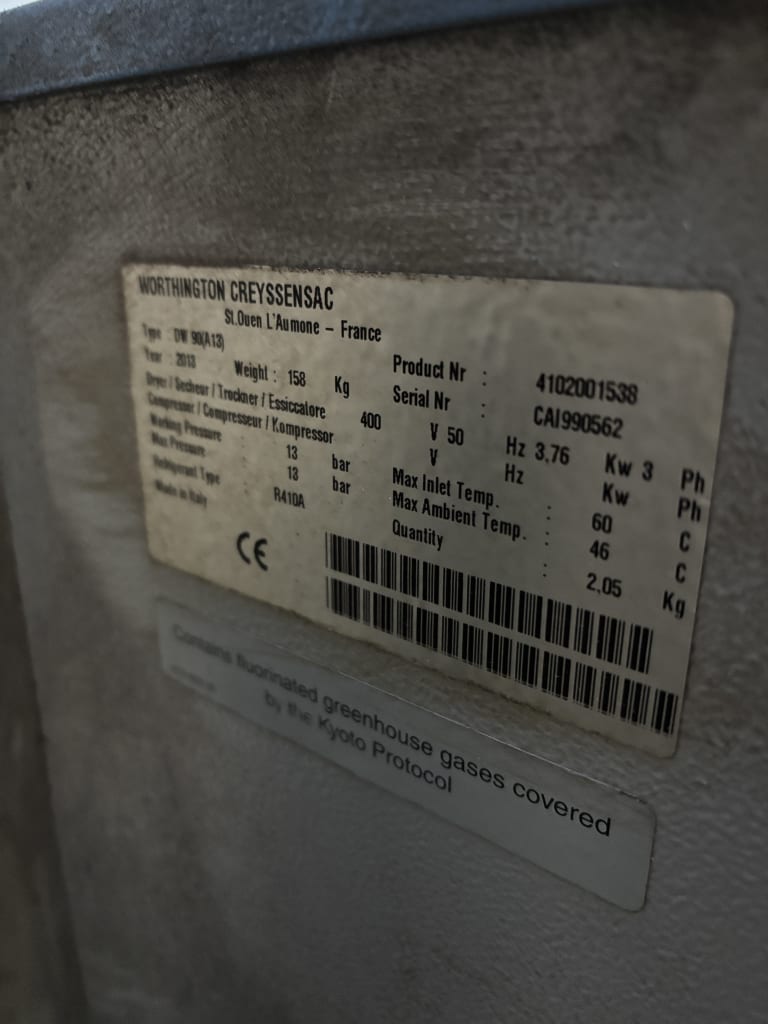 WORTHINGTON CREYSSENSAC
St.Ouen L'Aumone – France
Type : DW 90(A13) Product Nr : 4102001538
Year : 2013 Weight : 158 Kg Serial Nr : CAI990562
Dryer / Secheur / Trockner / Essiccatore 400 V 50 Hz 3,76 Kw 3 Ph
Compressor / Compresseur / Kompressor V Hz Kw Ph
Working Pressure : 13 bar Max Inlet Temp. : 60 C
Max Pressure : 13 bar Max Ambient Temp. : 46 C
Refrigerant Type : R410A Quantity : 2,05 Kg
Made in Italy
CE
Contains fluorinated greenhouse gases covered
by the Kyoto Protocol